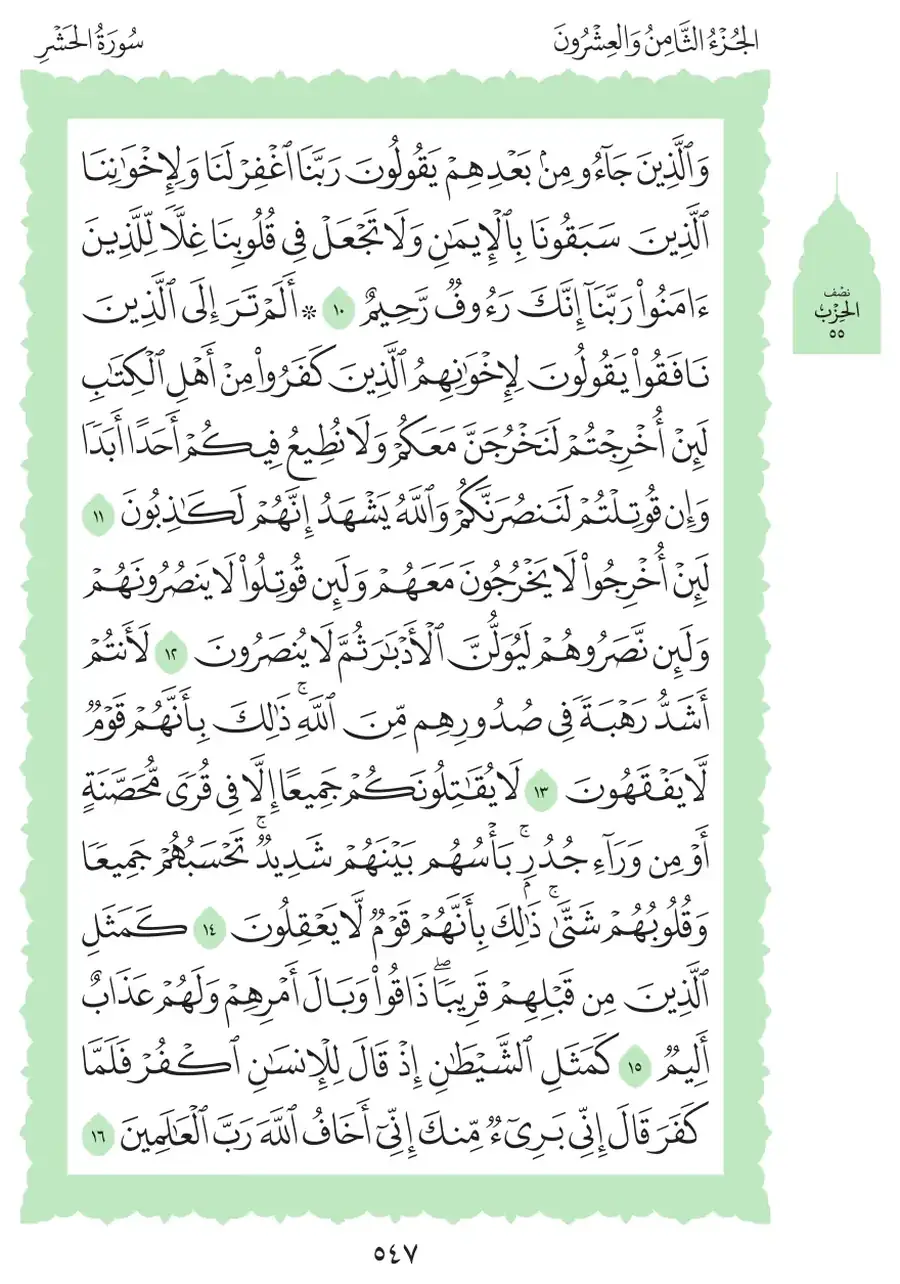 الجُزْءُ الثَّامِنُ وَالعِشْرُونَ
سُورَةُ الحَشْرِ
وَٱلَّذِينَ جَآءُو مِنۢ بَعْدِهِمْ يَقُولُونَ رَبَّنَا ٱغْفِرْ لَنَا وَلِإِخْوَٰنِنَا
ٱلَّذِينَ سَبَقُونَا بِٱلْإِيمَٰنِ وَلَا تَجْعَلْ فِى قُلُوبِنَا غِلًّا لِّلَّذِينَ
ءَامَنُوا۟ رَبَّنَآ إِنَّكَ رَءُوفٌ رَّحِيمٌ ١٠ ۞ أَلَمْ تَرَ إِلَى ٱلَّذِينَ
نَافَقُوا۟ يَقُولُونَ لِإِخْوَٰنِهِمُ ٱلَّذِينَ كَفَرُوا۟ مِنْ أَهْلِ ٱلْكِتَٰبِ
لَئِنْ أُخْرِجْتُمْ لَنَخْرُجَنَّ مَعَكُمْ وَلَا نُطِيعُ فِيكُمْ أَحَدًا أَبَدًا
وَإِن قُوتِلْتُمْ لَنَنصُرَنَّكُمْ وَٱللَّهُ يَشْهَدُ إِنَّهُمْ لَكَٰذِبُونَ ١١
لَئِنْ أُخْرِجُوا۟ لَا يَخْرُجُونَ مَعَهُمْ وَلَئِن قُوتِلُوا۟ لَا يَنصُرُونَهُمْ
وَلَئِن نَّصَرُوهُمْ لَيُوَلُّنَّ ٱلْأَدْبَٰرَ ثُمَّ لَا يُنصَرُونَ ١٢ لَأَنتُمْ
أَشَدُّ رَهْبَةً فِى صُدُورِهِم مِّنَ ٱللَّهِ ۚ ذَٰلِكَ بِأَنَّهُمْ قَوْمٌ
لَّا يَفْقَهُونَ ١٣ لَا يُقَٰتِلُونَكُمْ جَمِيعًا إِلَّا فِى قُرًى مُّحَصَّنَةٍ
أَوْ مِن وَرَآءِ جُدُرٍۭ ۚ بَأْسُهُم بَيْنَهُمْ شَدِيدٌ ۚ تَحْسَبُهُمْ جَمِيعًا
وَقُلُوبُهُمْ شَتَّىٰ ۚ ذَٰلِكَ بِأَنَّهُمْ قَوْمٌ لَّا يَعْقِلُونَ ١٤ كَمَثَلِ
ٱلَّذِينَ مِن قَبْلِهِمْ قَرِيبًا ۖ ذَاقُوا۟ وَبَالَ أَمْرِهِمْ وَلَهُمْ عَذَابٌ
أَلِيمٌ ١٥ كَمَثَلِ ٱلشَّيْطَٰنِ إِذْ قَالَ لِلْإِنسَٰنِ ٱكْفُرْ فَلَمَّا
كَفَرَ قَالَ إِنِّى بَرِىٓءٌ مِّنكَ إِنِّىٓ أَخَافُ ٱللَّهَ رَبَّ ٱلْعَٰلَمِينَ ١٦
نصْف
الحِزْبُ
٥٥
٥٤٧